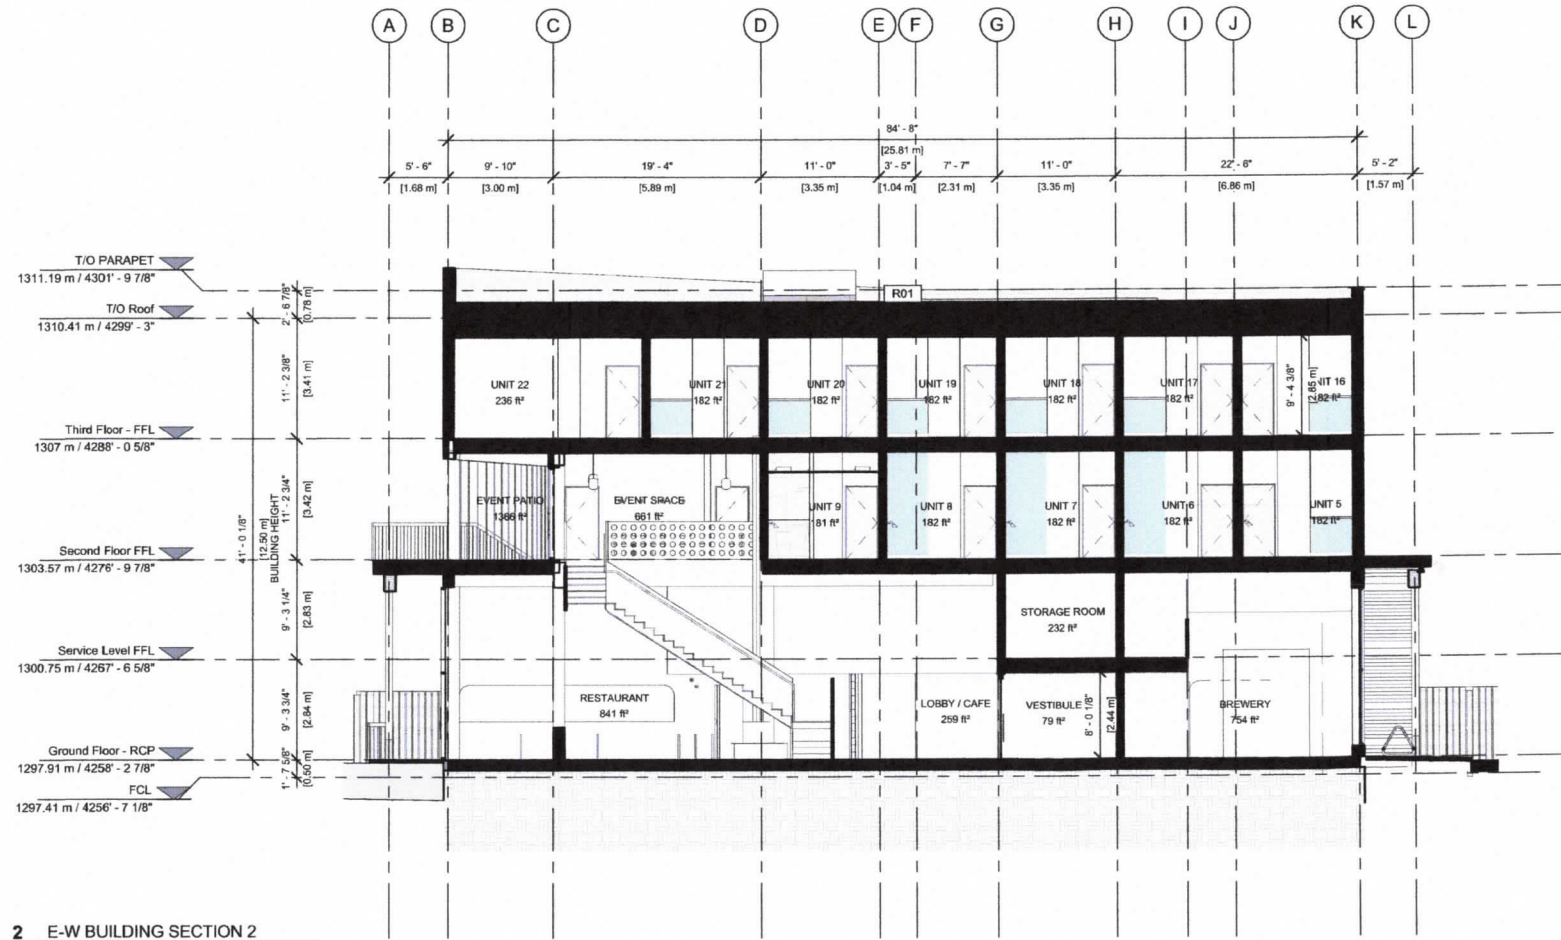 A B C D E F G H I J K L
84' - 8"
[25.81 m]
5' - 6" 9' - 10" 19' - 4" 11' - 0" 3' - 5" 7' - 7" 11' - 0" 22' - 6" 5' - 2"
[1.68 m] [3.00 m] [5.89 m] [3.35 m] [1.04 m] [2.31 m] [3.35 m] [6.86 m] [1.57 m]
T/O PARAPET
1311.19 m / 4301' - 9 7/8"
2' - 6 7/8"
[0.78 m]
R01
T/O Roof
1310.41 m / 4299' - 3"
11' - 2 3/8"
[3.41 m]
UNIT 22
236 ft²
UNIT 21
182 ft²
UNIT 20
182 ft²
UNIT 19
182 ft²
UNIT 18
182 ft²
UNIT 17
182 ft²
9' - 4 3/8"
[2.85 m]
NIT 16
82 ft²
Third Floor - FFL
1307 m / 4288' - 0 5/8"
11' - 2 3/4"
[3.42 m]
EVENT PATIO
1386 ft²
EVENT SPACE
661 ft²
UNIT 9
181 ft²
UNIT 8
182 ft²
UNIT 7
182 ft²
UNIT 6
182 ft²
UNIT 5
182 ft²
41' - 0 1/8"
[12.50 m]
BUILDING HEIGHT
Second Floor FFL
1303.57 m / 4276' - 9 7/8"
9' - 3 1/4"
[2.83 m]
STORAGE ROOM
232 ft²
Service Level FFL
1300.75 m / 4267' - 6 5/8"
9' - 3 3/4"
[2.84 m]
RESTAURANT
841 ft²
LOBBY / CAFE
259 ft²
VESTIBULE
79 ft²
8' - 0 1/8"
[2.44 m]
BREWERY
754 ft²
Ground Floor - RCP
1297.91 m / 4258' - 2 7/8"
1' - 7 5/8"
[0.50 m]
FCL
1297.41 m / 4256' - 7 1/8"
2 E-W BUILDING SECTION 2